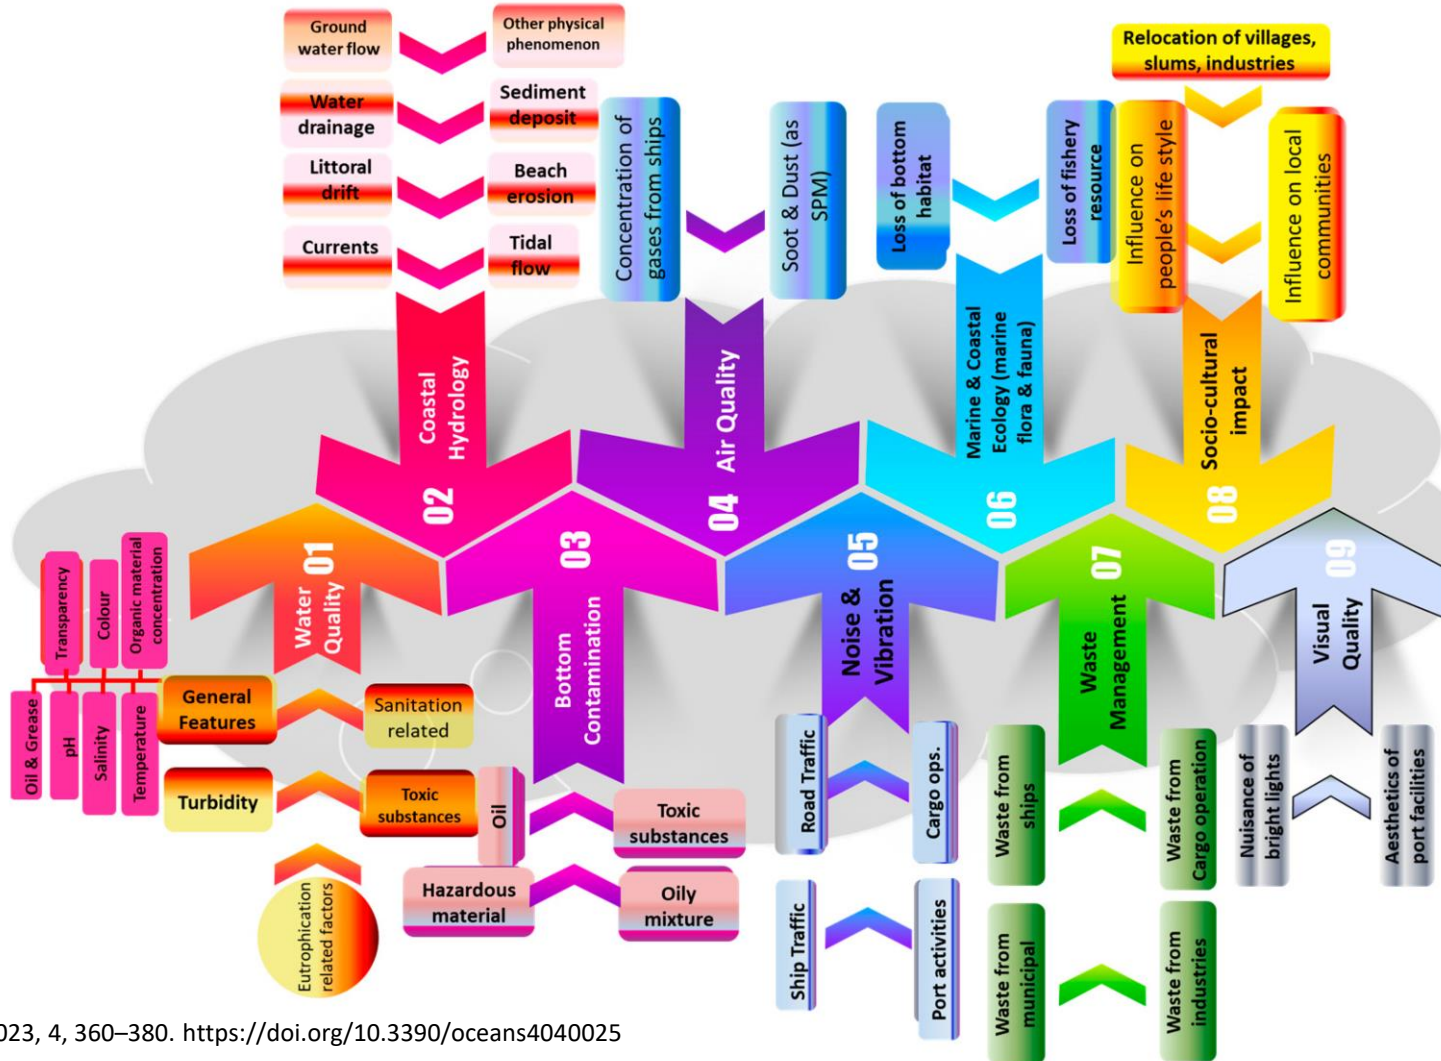 Ground
water flow
Other physical
phenomenon
Water
drainage
Sediment
deposit
Littoral
drift
Beach
erosion
Currents
Tidal
flow
Coastal
Hydrology
02
Concentration of
gases from ships
Soot & Dust (as
SPM)
Air Quality
04
Loss of bottom
habitat
Loss of fishery
resource
Marine & Coastal
Ecology (marine
flora & fauna)
06
Relocation of villages,
slums, industries
Influence on
people's life style
Influence on local
communities
Socio-cultural
impact
08
01
Water
Quality
Transparency
Colour
Organic material
concentration
Oil & Grease
pH
Salinity
Temperature
General
Features
Sanitation
related
Turbidity
Toxic
substances
Eutrophication
related factors
03
Bottom
Contamination
Oil
Toxic
substances
Hazardous
material
Oily
mixture
05
Noise &
Vibration
Road Traffic
Cargo ops.
Ship Traffic
Port activities
07
Waste
Management
Waste from
ships
Waste from
Cargo operation
Waste from
municipal
Waste from
industries
09
Visual
Quality
Nuisance of
bright lights
Aesthetics of
port facilities
023, 4, 360–380. https://doi.org/10.3390/oceans4040025